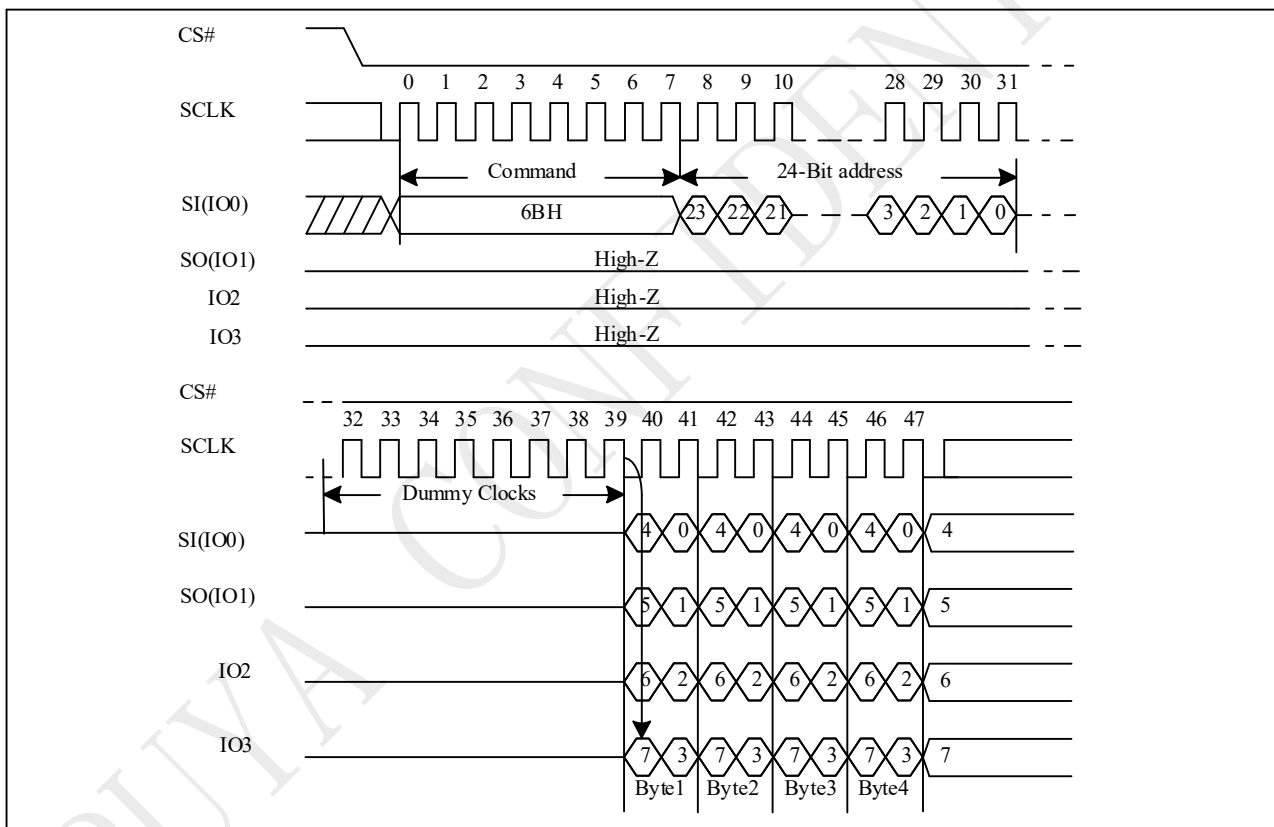 CS#
0 1 2 3 4 5 6 7 8 9 10 28 29 30 31
SCLK
Command 24-Bit address
SI(IO0) 6BH 23 22 21 3 2 1 0
SO(IO1) High-Z
IO2 High-Z
IO3 High-Z
CS#
32 33 34 35 36 37 38 39 40 41 42 43 44 45 46 47
SCLK
Dummy Clocks
SI(IO0) 4 0 4 0 4 0 4 0 4
SO(IO1) 5 1 5 1 5 1 5 1 5
IO2 6 2 6 2 6 2 6 2 6
IO3 7 3 7 3 7 3 7 3 7
Byte1 Byte2 Byte3 Byte4
PUYA CONFIDENT